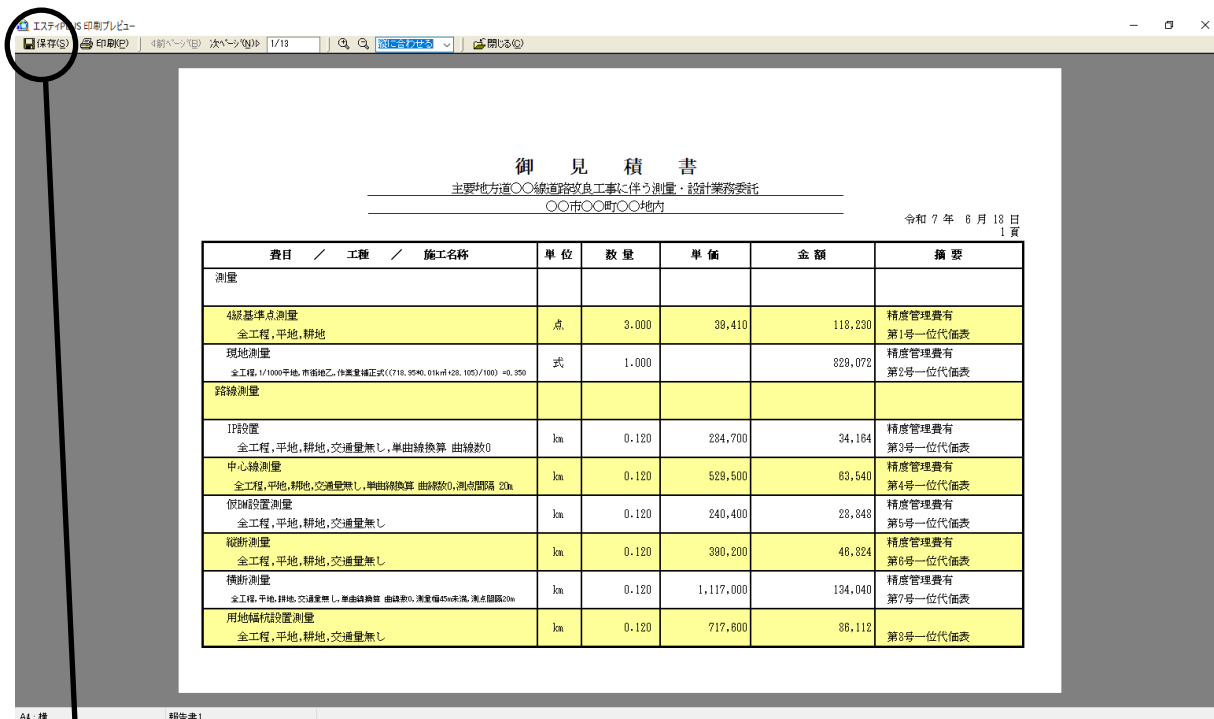 エスティPLUS 印刷プレビュー
保存(S) 印刷(P) 前ページ(B) 次ページ(N) 1/13 縦に合わせる 閉じる(C)
御 見 積 書
主要地方道〇〇線道路改良工事に伴う測量・設計業務委託
〇〇市〇〇町〇〇地内
令和 7 年 6 月 18 日
1 頁
費目 / 工種 / 施工名称 単 位 数 量 単 価 金 額 摘 要
測量
4級基準点測量 精度管理費有
全工程,平地,耕地 点 3.000 39,410 118,230 第1号一位代価表
現地測量 精度管理費有
全工程,1/1000平地,市街地乙,作業量補正式((718.95*0.01k㎡+28.105)/100) =0.350 式 1.000 829,072 第2号一位代価表
路線測量
IP設置 精度管理費有
全工程,平地,耕地,交通量無し,単曲線換算 曲線数0 km 0.120 284,700 34,164 第3号一位代価表
中心線測量 精度管理費有
全工程,平地,耕地,交通量無し,単曲線換算 曲線数0,測点間隔 20m km 0.120 529,500 63,540 第4号一位代価表
仮BM設置測量 精度管理費有
全工程,平地,耕地,交通量無し km 0.120 240,400 28,848 第5号一位代価表
縦断測量 精度管理費有
全工程,平地,耕地,交通量無し km 0.120 390,200 46,824 第6号一位代価表
横断測量 精度管理費有
全工程,平地,耕地,交通量無し,単曲線換算 曲線数0,測量幅45m未満,測点間隔20m km 0.120 1,117,000 134,040 第7号一位代価表
用地幅杭設置測量
全工程,平地,耕地,交通量無し km 0.120 717,600 86,112 第8号一位代価表
A4 : 横 報告書1